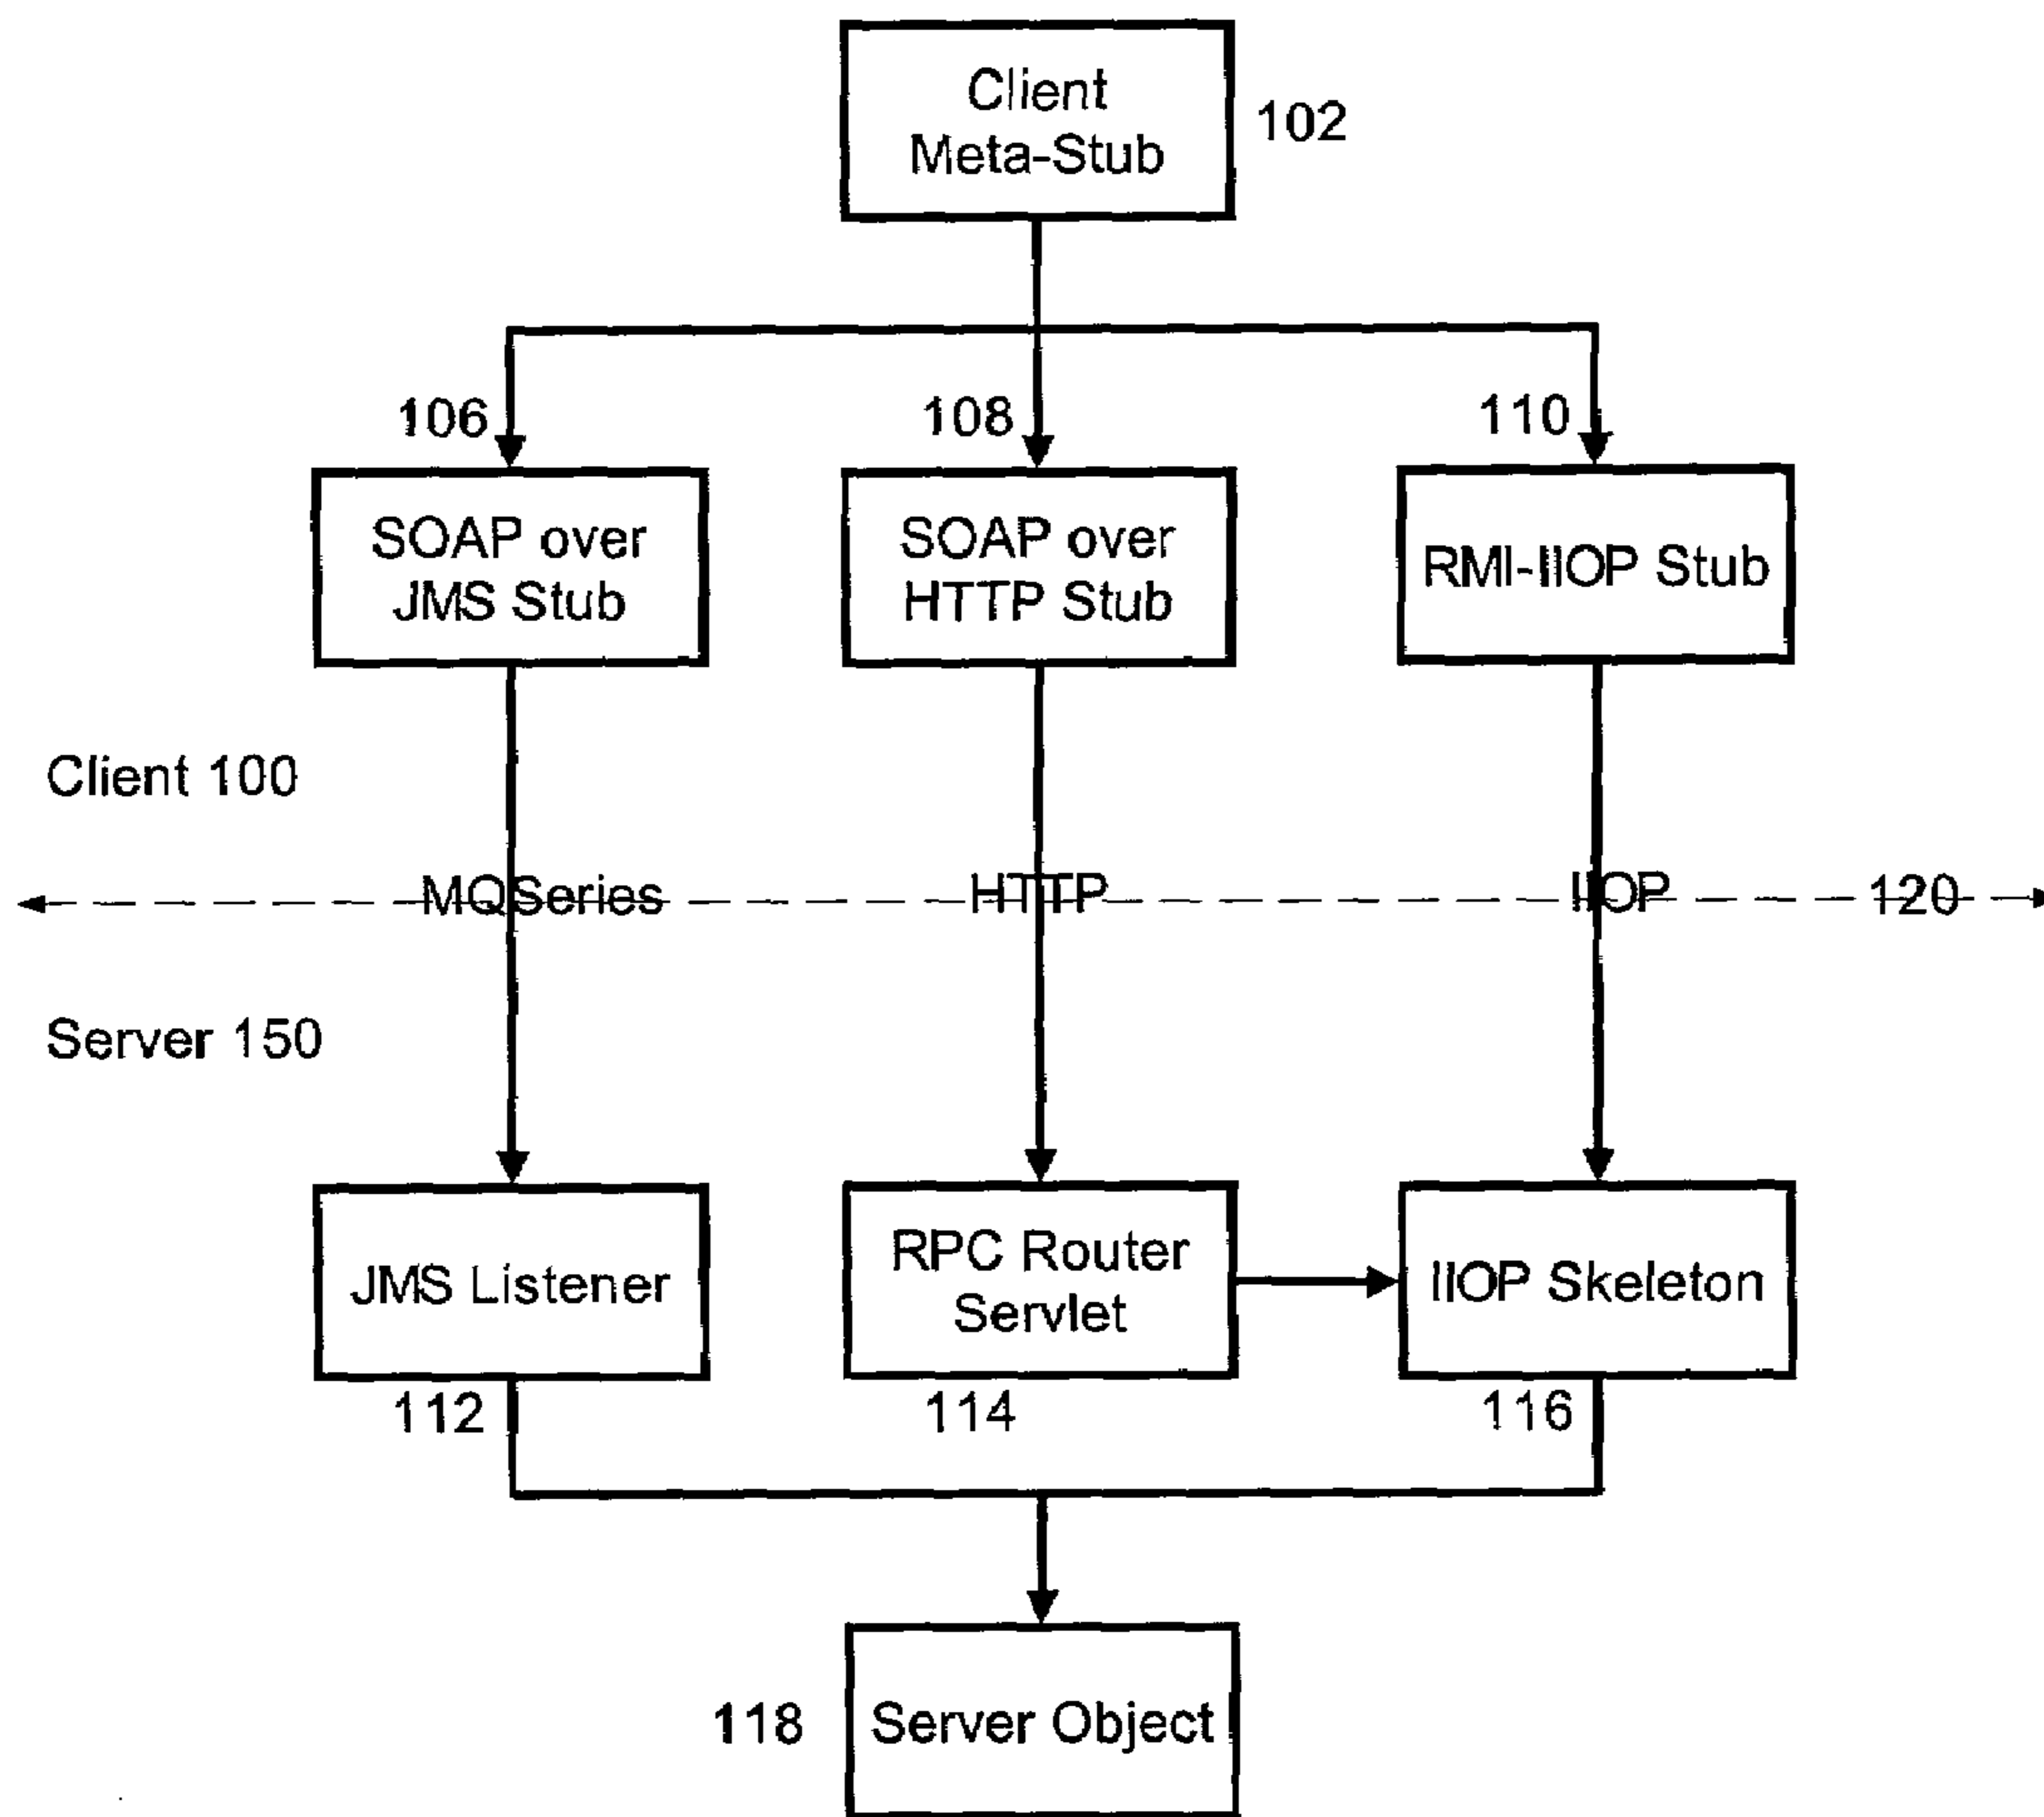 Client
Meta-Stub
102
106
108
110
SOAP over
JMS Stub
SOAP over
HTTP Stub
RMI-IIOP Stub
Client 100
MQSeries
HTTP
IIOP
120
Server 150
JMS Listener
RPC Router
Servlet
IIOP Skeleton
112
114
116
118
Server Object